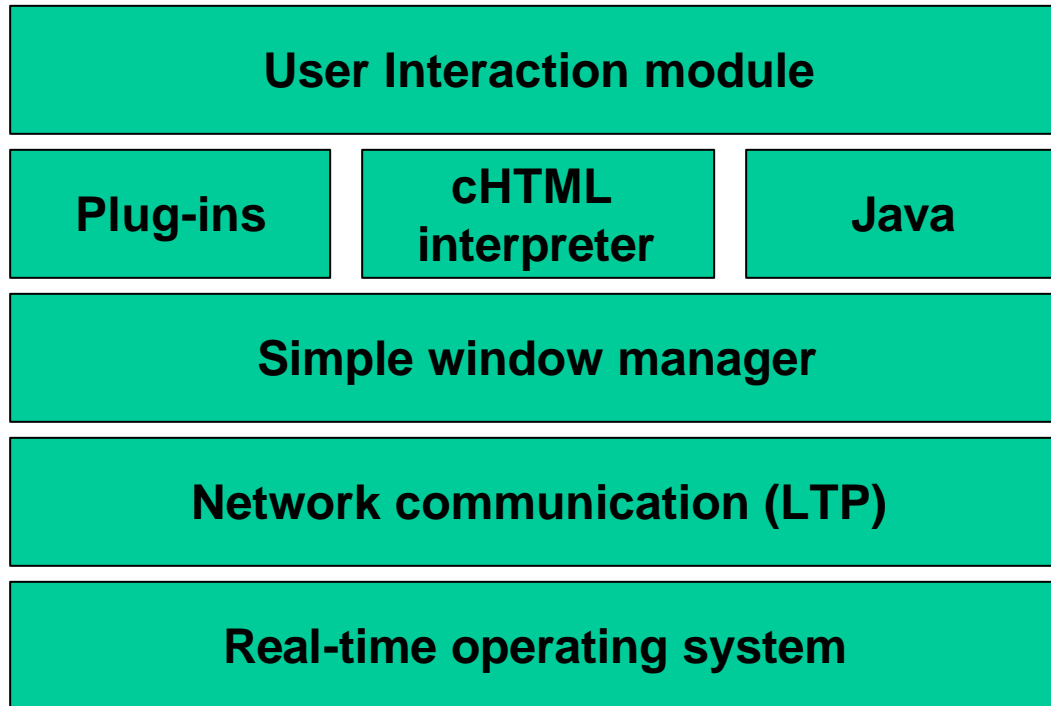 User Interaction module
Plug-ins
cHTML
interpreter
Java
Simple window manager
Network communication (LTP)
Real-time operating system